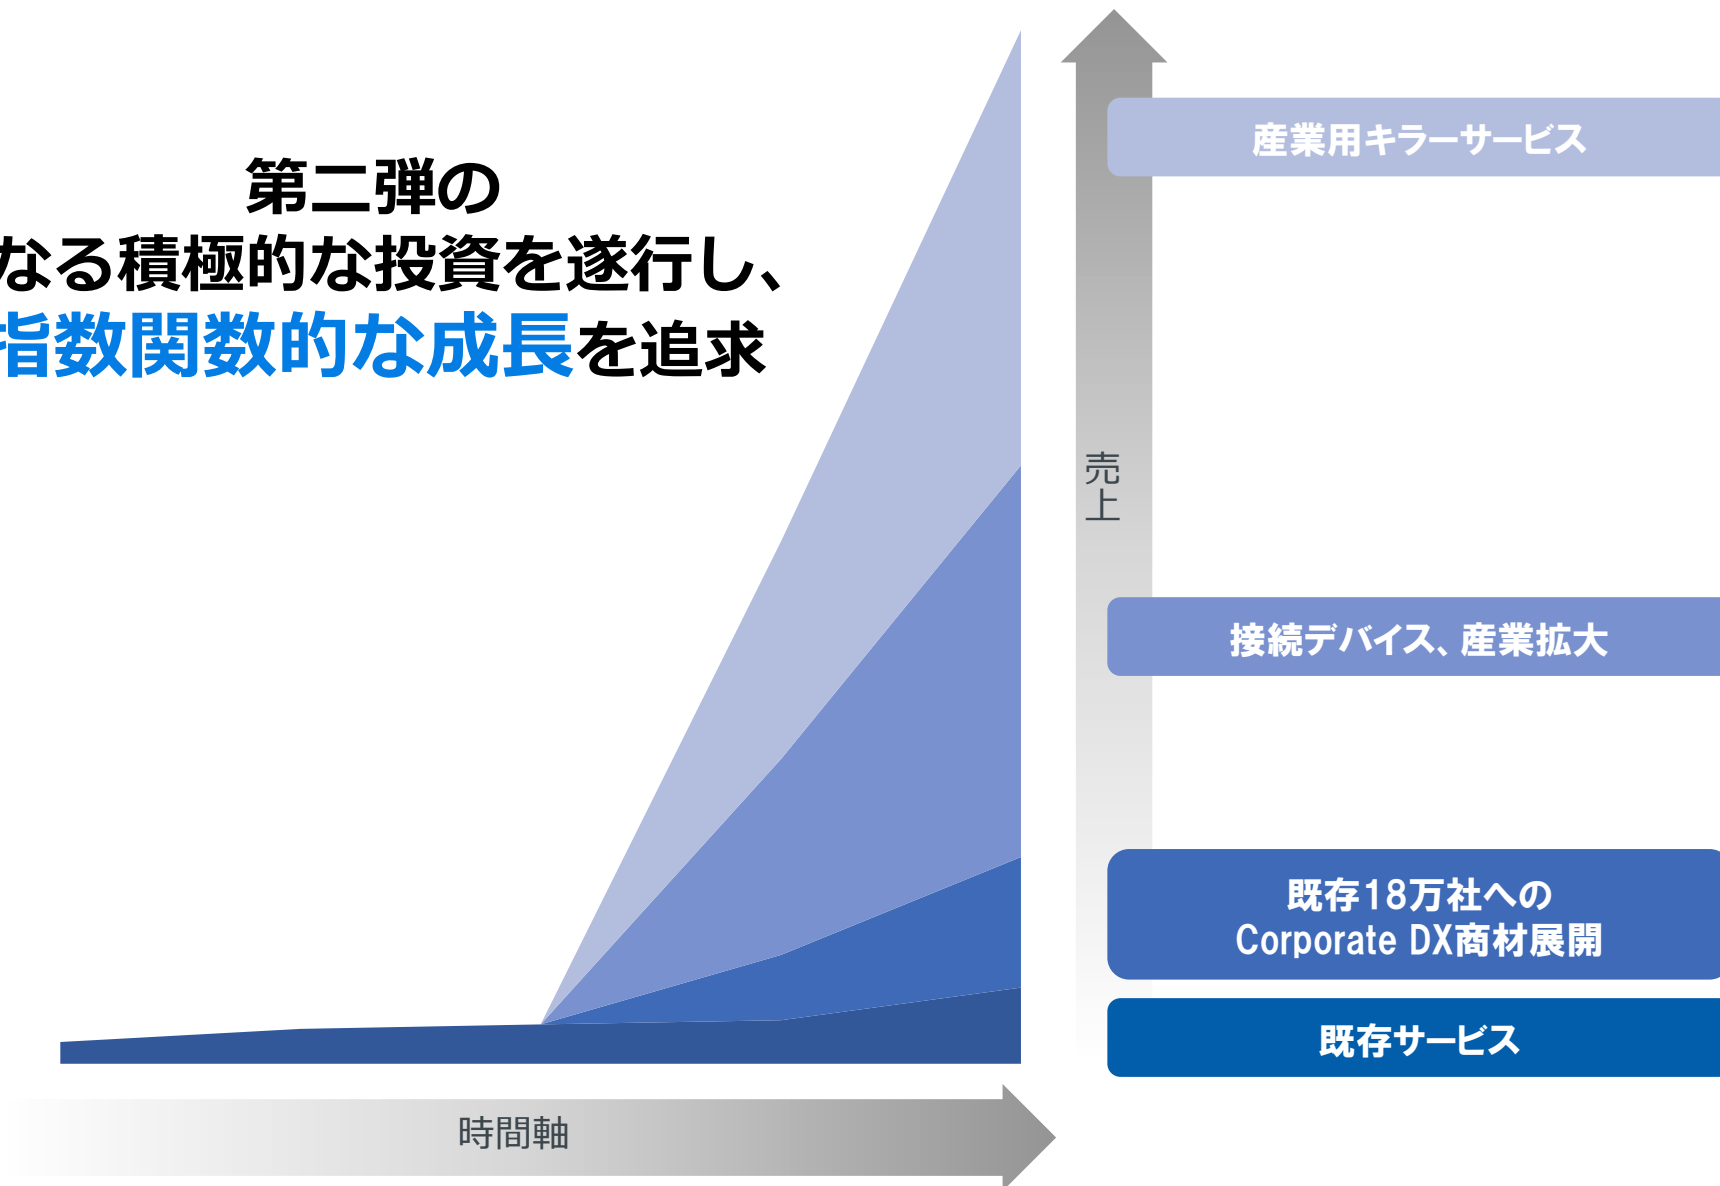 第二弾の
なる積極的な投資を遂行し、
指数関数的な成長を追求
産業用キラーサービス
売上
接続デバイス、産業拡大
既存18万社への
Corporate DX商材展開
既存サービス
時間軸